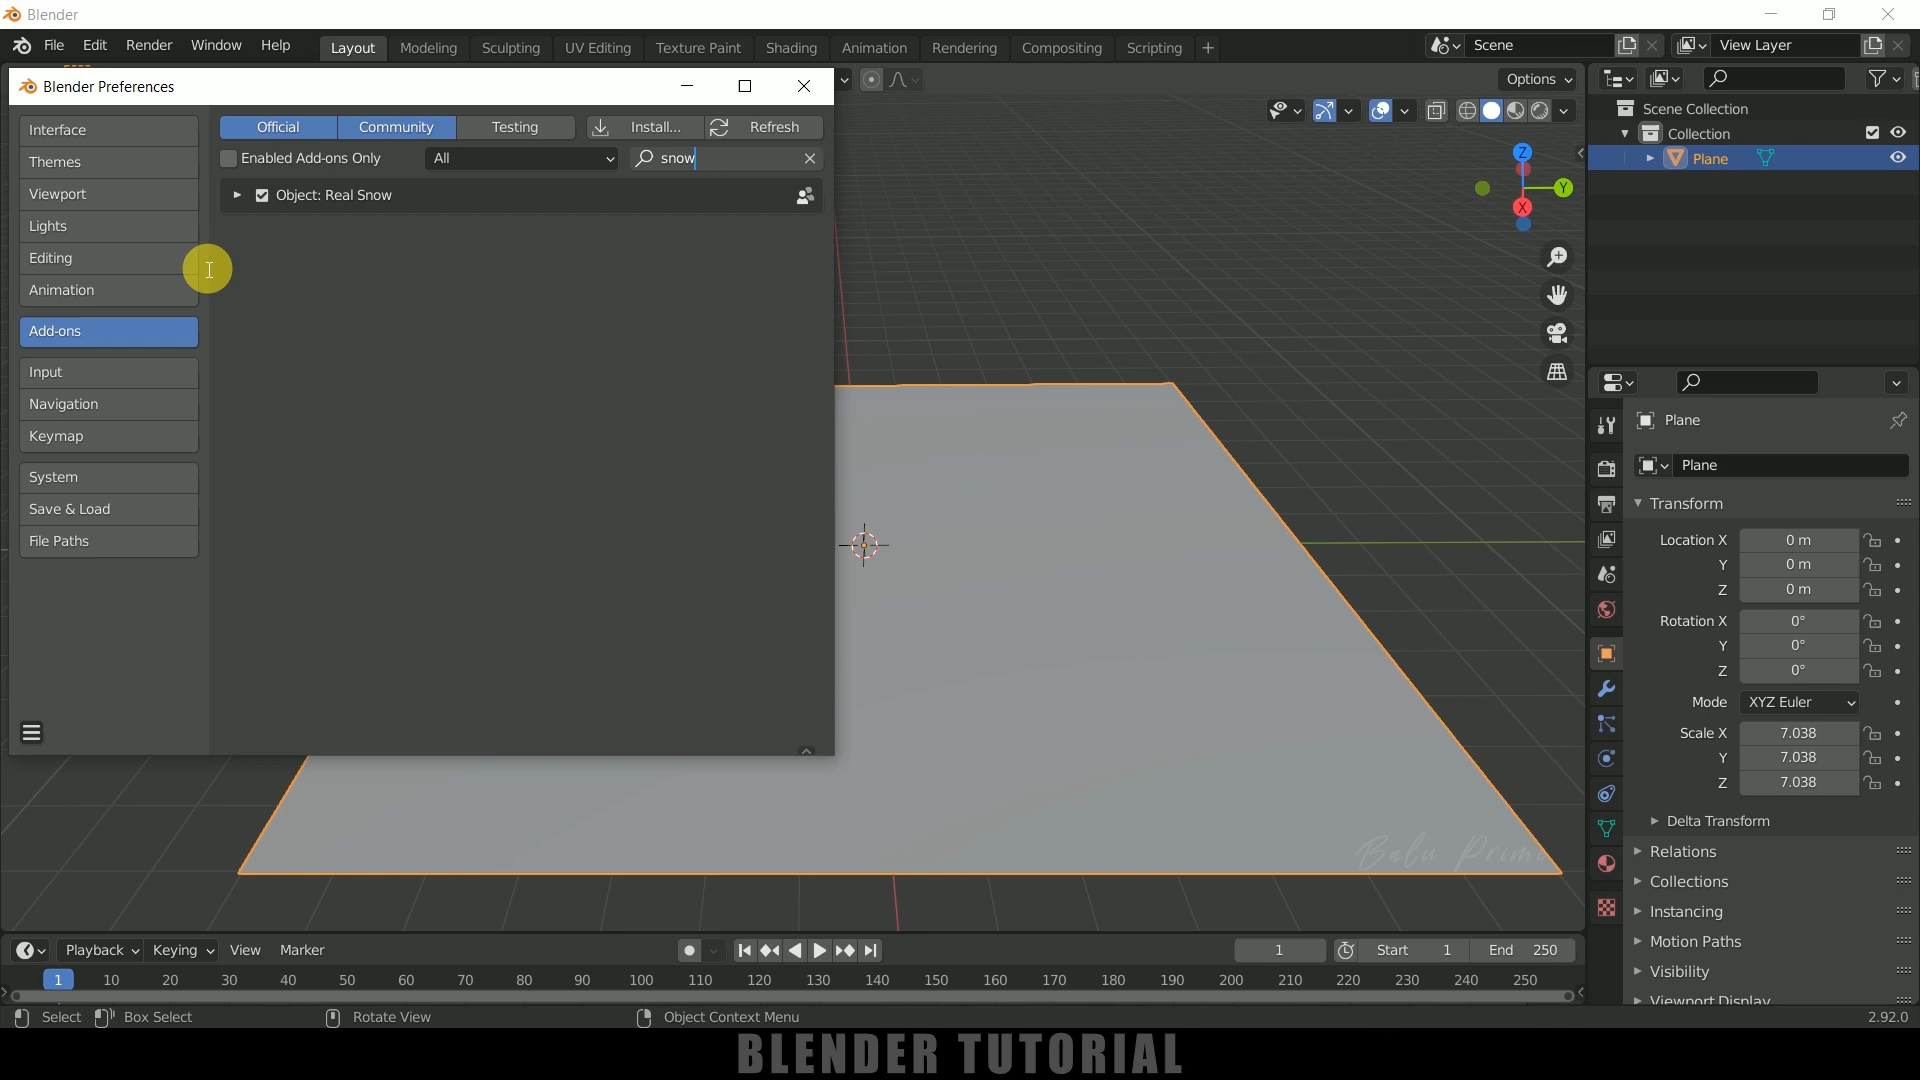 Blender
File Edit Render Window Help Layout Modeling Sculpting UV Editing Texture Paint Shading Animation Rendering Compositing Scripting + Scene View Layer
Blender Preferences
Options
Interface
Themes
Viewport
Lights
Editing
Animation
Add-ons
Input
Navigation
Keymap
System
Save & Load
File Paths
Official Community Testing Install... Refresh
Enabled Add-ons Only All snow
Object: Real Snow
Z
Y
X
Scene Collection
Collection
Plane
Plane
Plane
Transform
Location X 0 m
Y 0 m
Z 0 m
Rotation X 0°
Y 0°
Z 0°
Mode XYZ Euler
Scale X 7.038
Y 7.038
Z 7.038
Delta Transform
Relations
Collections
Instancing
Motion Paths
Visibility
Viewport Display
Balu Prime
Playback Keying View Marker 1 Start 1 End 250
1 10 20 30 40 50 60 70 80 90 100 110 120 130 140 150 160 170 180 190 200 210 220 230 240 250
Select Box Select Rotate View Object Context Menu 2.92.0
BLENDER TUTORIAL